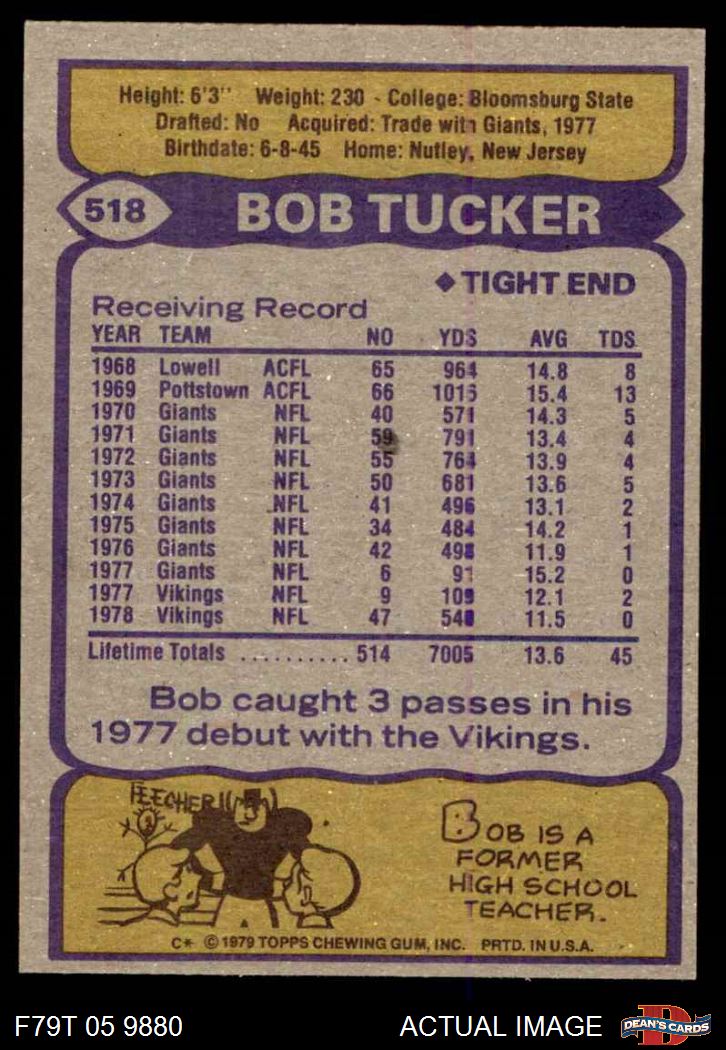 Height: 6'3" Weight: 230 - College: Bloomsburg State
Drafted: No Acquired: Trade with Giants, 1977
Birthdate: 6-8-45 Home: Nutley, New Jersey
518 BOB TUCKER
◆ TIGHT END
Receiving Record
YEAR TEAM NO YDS AVG TDS
1968 Lowell ACFL 65 964 14.8 8
1969 Pottstown ACFL 66 1015 15.4 13
1970 Giants NFL 40 571 14.3 5
1971 Giants NFL 59 791 13.4 4
1972 Giants NFL 55 764 13.9 4
1973 Giants NFL 50 681 13.6 5
1974 Giants NFL 41 496 13.1 2
1975 Giants NFL 34 484 14.2 1
1976 Giants NFL 42 498 11.9 1
1977 Giants NFL 6 91 15.2 0
1977 Vikings NFL 9 109 12.1 2
1978 Vikings NFL 47 540 11.5 0
Lifetime Totals .......... 514 7005 13.6 45
Bob caught 3 passes in his
1977 debut with the Vikings.
TEECHER!!
BOB IS A
FORMER
HIGH SCHOOL
TEACHER.
C* © 1979 TOPPS CHEWING GUM, INC. PRTD. IN U.S.A.
F79T 05 9880 ACTUAL IMAGE D DEAN'S CARDS